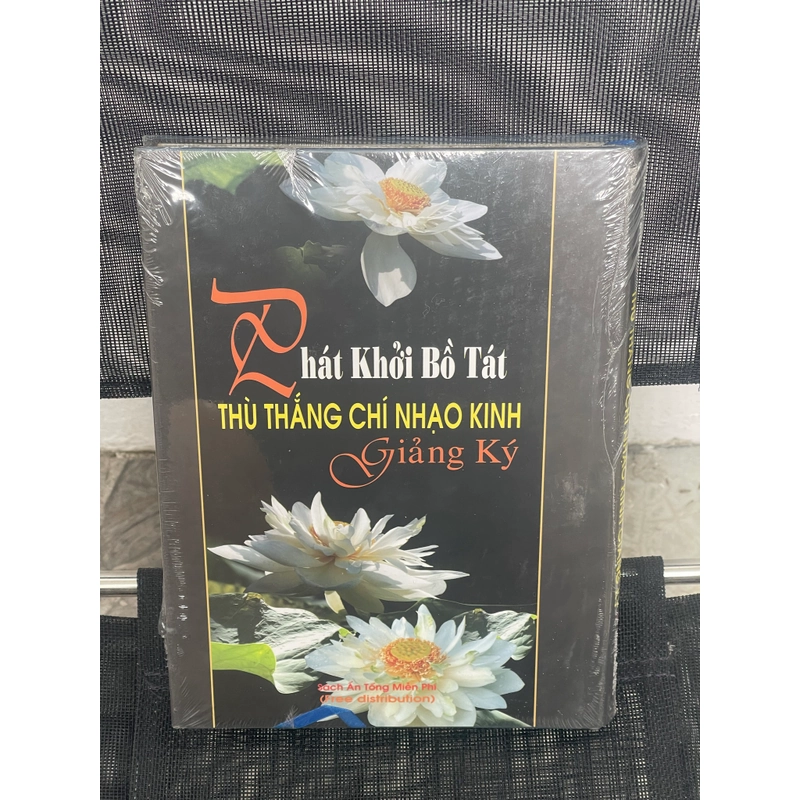 Phát Khởi Bồ Tát
THÙ THẮNG CHÍ NHẠO KINH
Giảng Ký
Sách Ấn Tống Miễn Phí
(Free distribution)